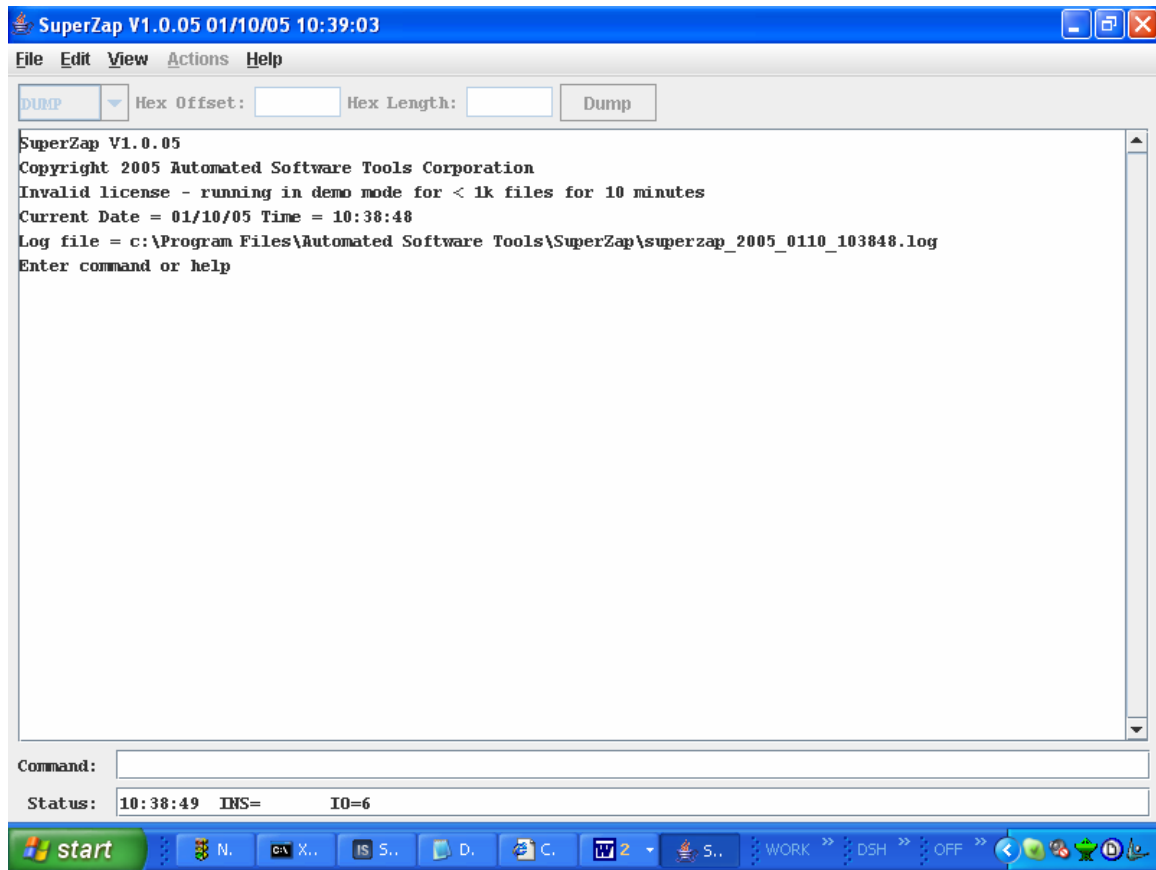 SuperZap V1.0.05 01/10/05 10:39:03
File Edit View Actions Help
DUMP Hex Offset: Hex Length: Dump
SuperZap V1.0.05
Copyright 2005 Automated Software Tools Corporation
Invalid license - running in demo mode for < 1k files for 10 minutes
Current Date = 01/10/05 Time = 10:38:48
Log file = c:\Program Files\Automated Software Tools\SuperZap\superzap_2005_0110_103848.log
Enter command or help
Command:
Status: 10:38:49 INS= IO=6
start N. X.. S.. D. C. 2 S.. WORK » DSH » OFF »